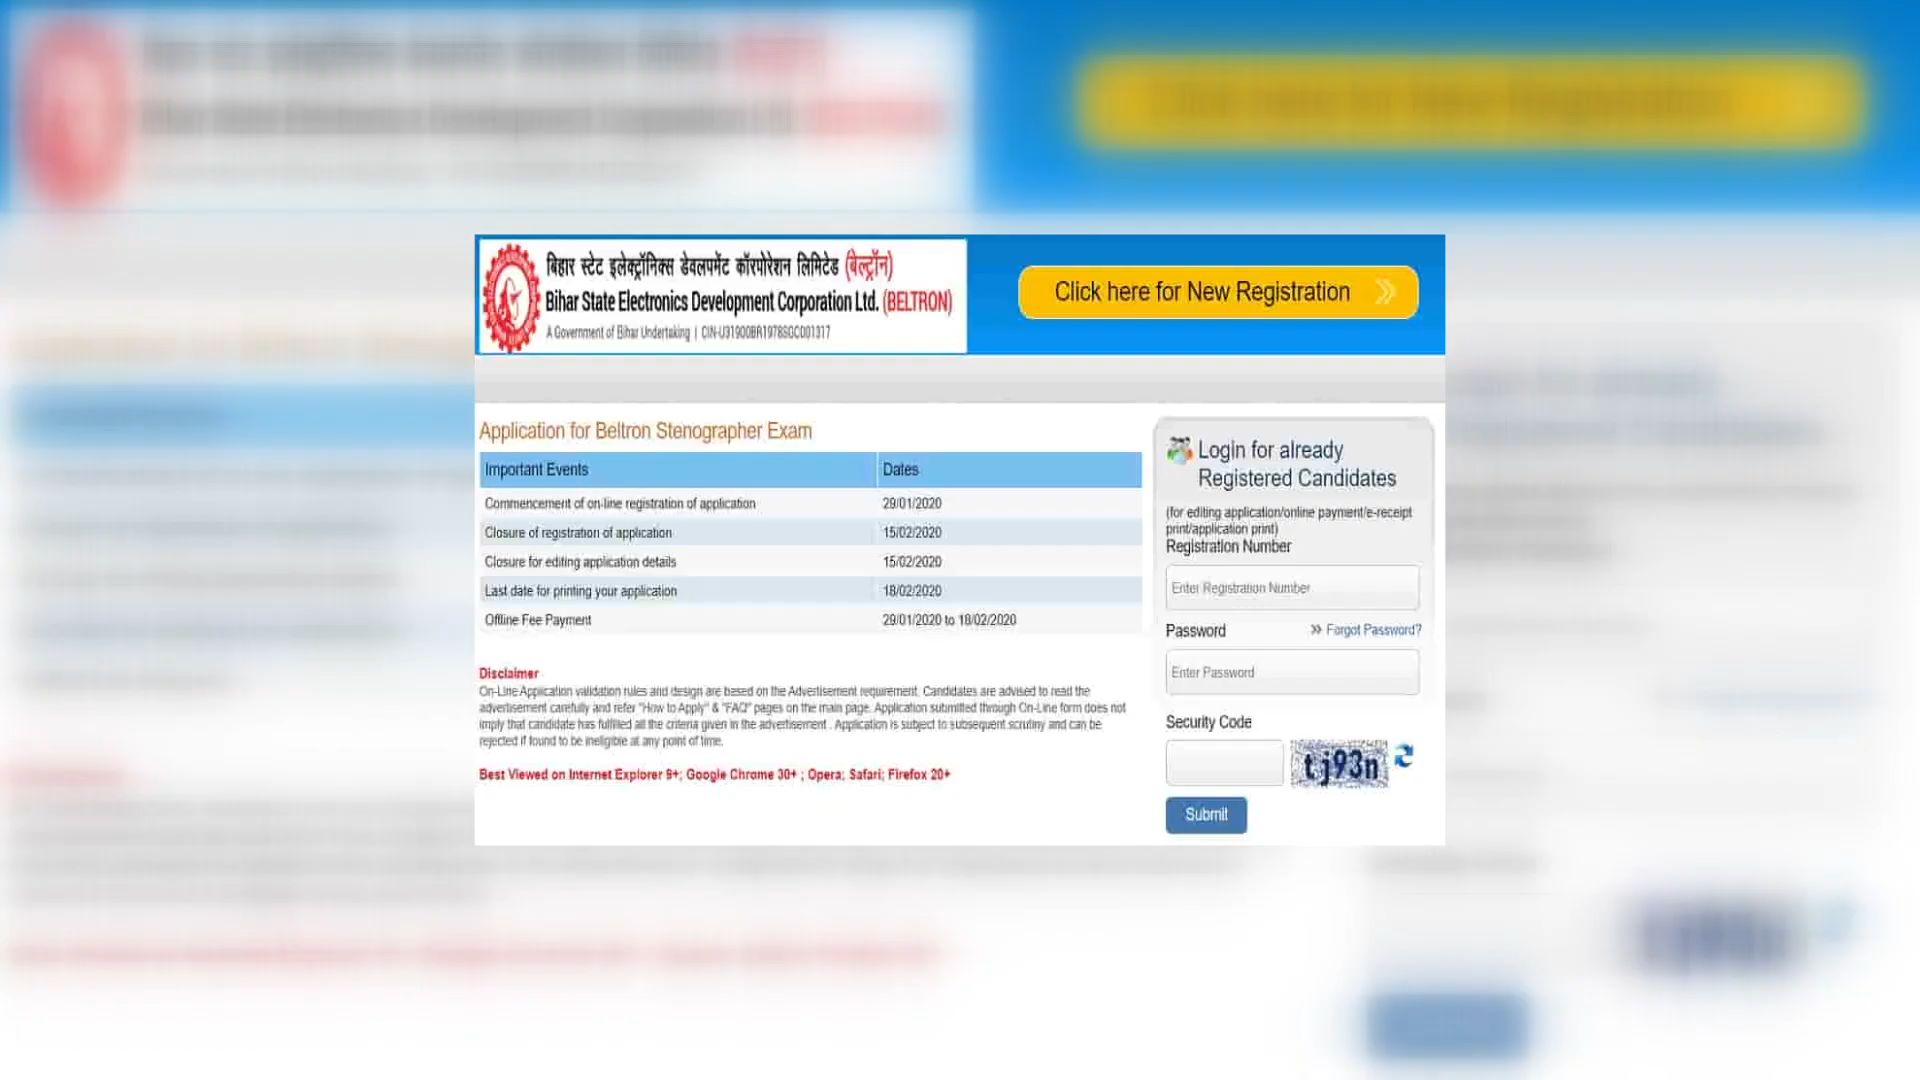 बिहार स्टेट इलेक्ट्रॉनिक्स डेवलपमेंट कॉरपोरेशन लिमिटेड (बेल्ट्रॉन)
Bihar State Electronics Development Corporation Ltd. (BELTRON)
A Government of Bihar Undertaking | CIN-U31900BR1978SGC001317
Click here for New Registration
Application for Beltron Stenographer Exam
Important Events Dates
Commencement of on-line registration of application 29/01/2020
Closure of registration of application 15/02/2020
Closure for editing application details 15/02/2020
Last date for printing your application 18/02/2020
Offline Fee Payment 29/01/2020 to 18/02/2020
Disclaimer
On-Line Application validation rules and design are based on the Advertisement requirement. Candidates are advised to read the
advertisement carefully and refer "How to Apply" & "FAQ" pages on the main page. Application submitted through On-Line form does not
imply that candidate has fulfilled all the criteria given in the advertisement . Application is subject to subsequent scrutiny and can be
rejected if found to be ineligible at any point of time.
Best Viewed on Internet Explorer 9+; Google Chrome 30+ ; Opera; Safari; Firefox 20+
Login for already
Registered Candidates
(for editing application/online payment/e-receipt
print/application print)
Registration Number
Enter Registration Number
Password >> Forgot Password?
Enter Password
Security Code
tj93n
Submit